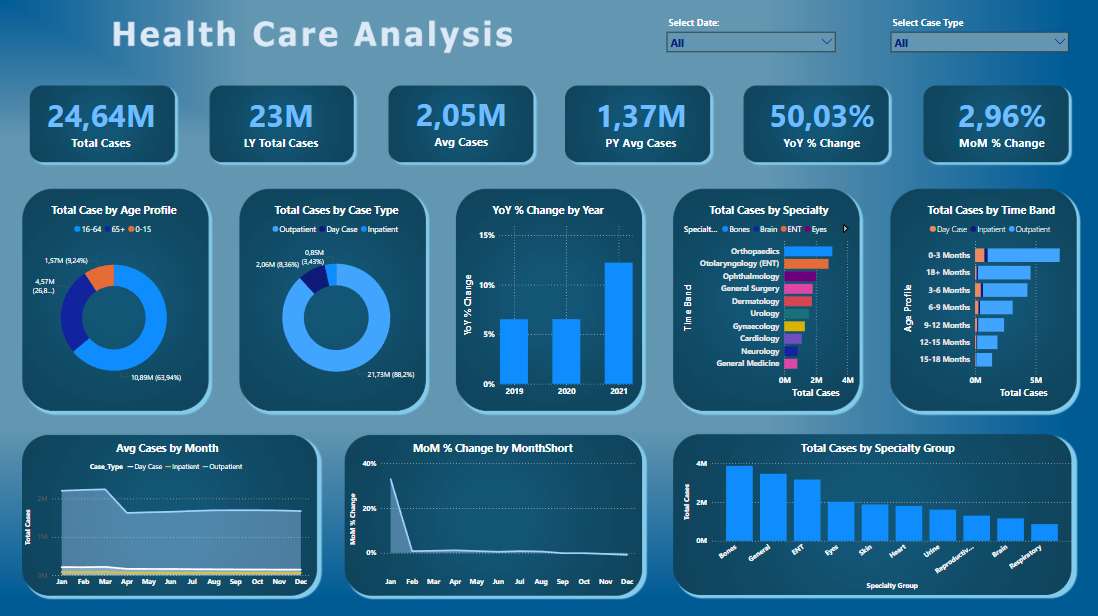 Health Care Analysis
Select Date:
All
Select Case Type
All
24,64M
Total Cases
23M
LY Total Cases
2,05M
Avg Cases
1,37M
PY Avg Cases
50,03%
YoY % Change
2,96%
MoM % Change
Total Case by Age Profile
16-64 65+ 0-15
1,57M (9,24%)
4,57M
(26,8...)
10,89M (63,94%)
Total Cases by Case Type
Outpatient Day Case Inpatient
0,85M
(3,43%)
2,06M (8,36%)
21,73M (88,2%)
YoY % Change by Year
YoY % Change
15%
10%
5%
0%
2019 2020 2021
Total Cases by Specialty
Specialt... Bones Brain ENT Eyes
Time Band
Orthopaedics
Otolaryngology (ENT)
Ophthalmology
General Surgery
Dermatology
Urology
Gynaecology
Cardiology
Neurology
General Medicine
0M 2M 4M
Total Cases
Total Cases by Time Band
Day Case Inpatient Outpatient
Age Profile
0-3 Months
18+ Months
3-6 Months
6-9 Months
9-12 Months
12-15 Months
15-18 Months
0M 5M
Total Cases
Avg Cases by Month
Case_Type Day Case Inpatient Outpatient
Total Cases
2M
1M
0M
Jan Feb Mar Apr May Jun Jul Aug Sep Oct Nov Dec
MoM % Change by MonthShort
MoM % Change
40%
20%
0%
Jan Feb Mar Apr May Jun Jul Aug Sep Oct Nov Dec
Total Cases by Specialty Group
Total Cases
4M
2M
0M
Bones General ENT Eyes Skin Heart Urine Reproductiv... Brain Respiratory
Specialty Group